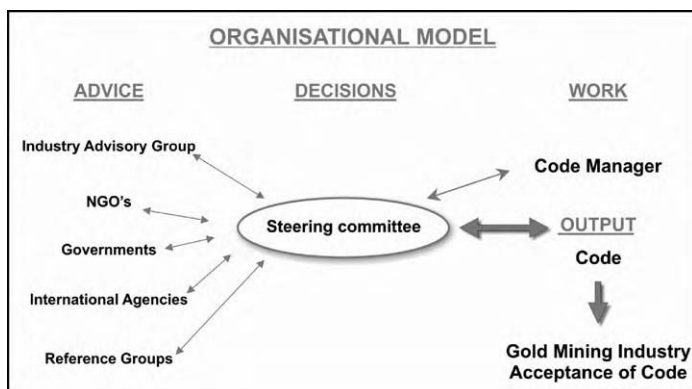 ORGANISATIONAL MODEL
ADVICE
DECISIONS
WORK
Industry Advisory Group
Code Manager
NGO's
Steering committee
OUTPUT
Governments
Code
International Agencies
Reference Groups
Gold Mining Industry
Acceptance of Code